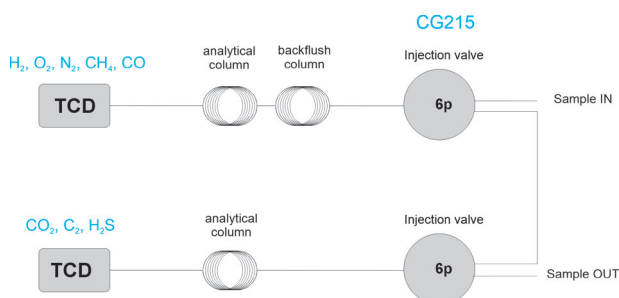 CG215
analytical
column
backflush
column
Injection valve
H₂, O₂, N₂, CH₄, CO
TCD
6p
Sample IN
CO₂, C₂, H₂S
analytical
column
Injection valve
TCD
6p
Sample OUT